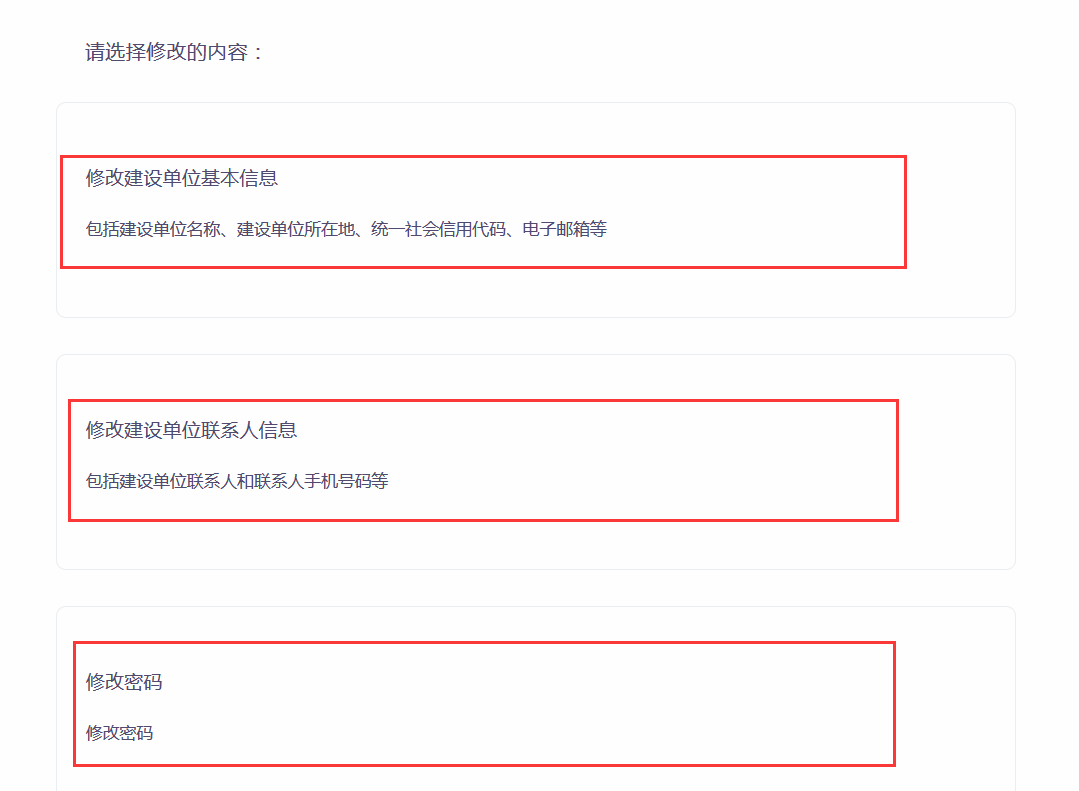 请选择修改的内容：
修改建设单位基本信息
包括建设单位名称、建设单位所在地、统一社会信用代码、电子邮箱等
修改建设单位联系人信息
包括建设单位联系人和联系人手机号码等
修改密码
修改密码